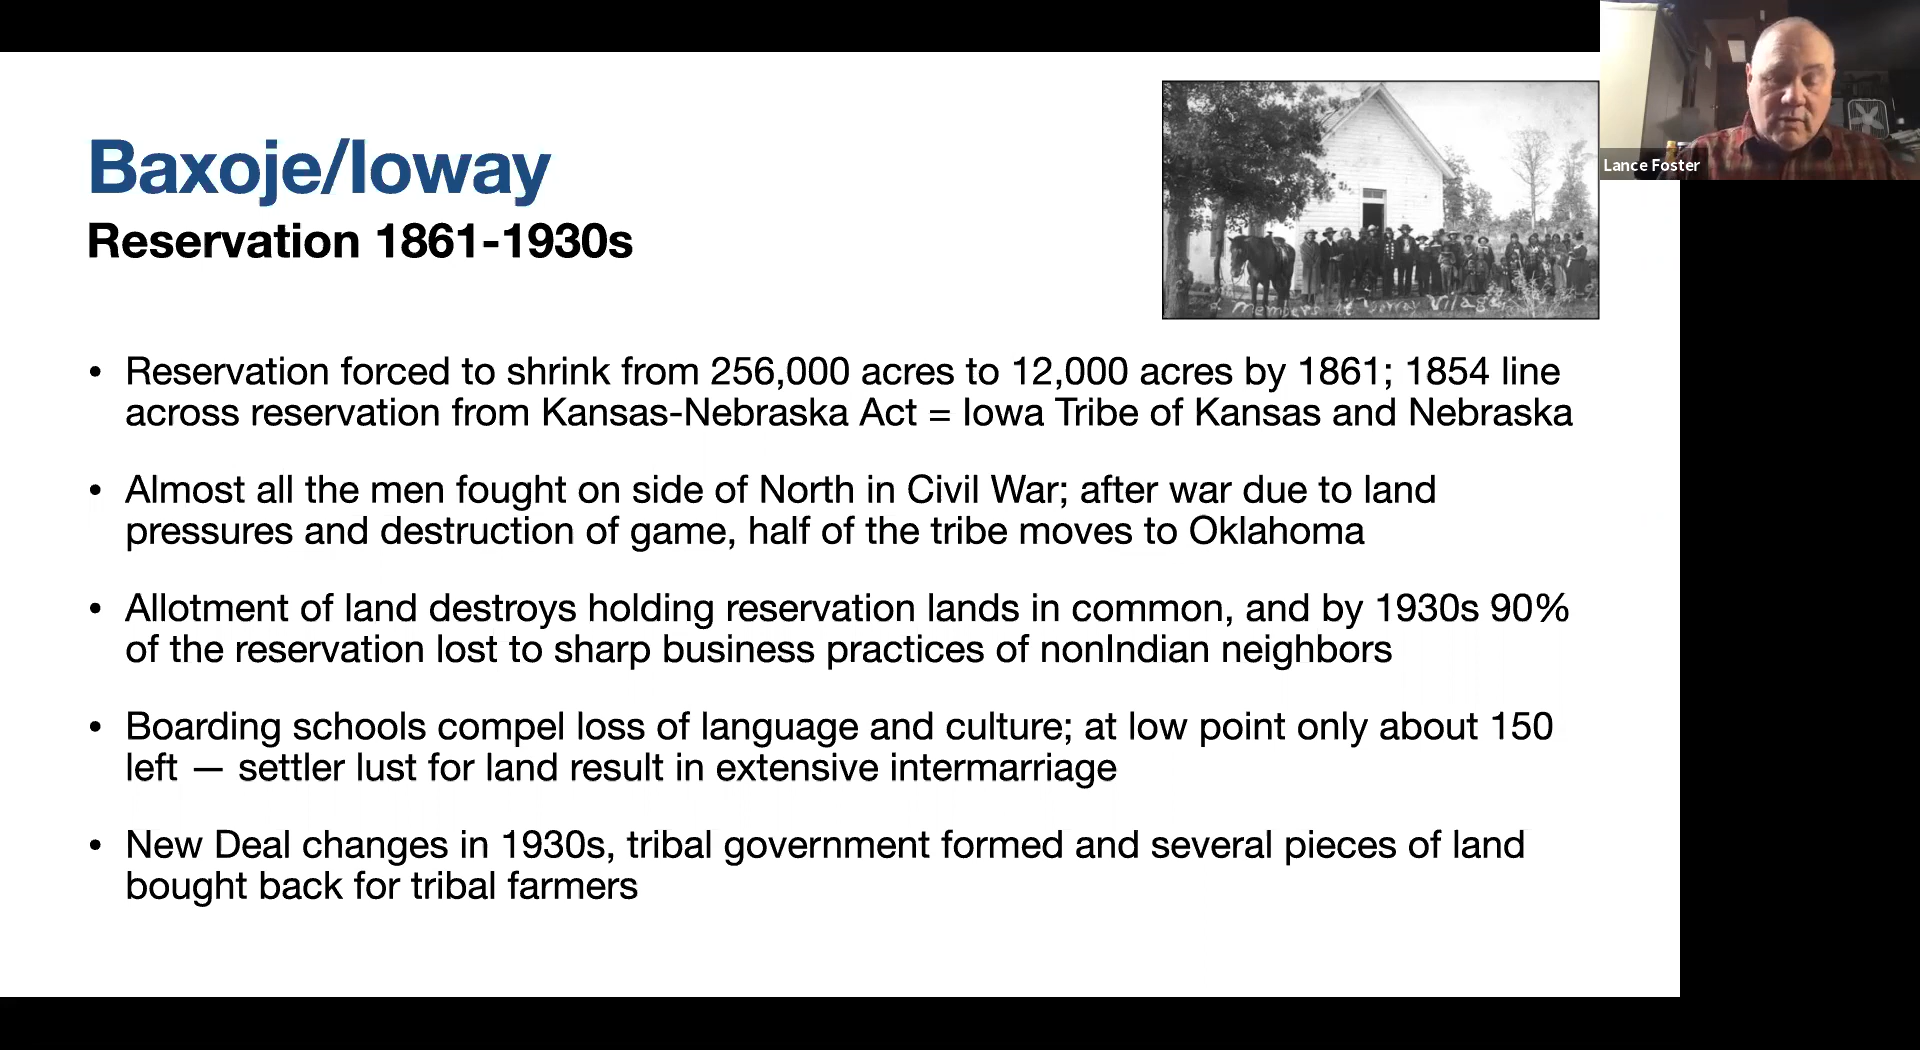 Baxoje/Ioway
Reservation 1861-1930s
Members at Ioway Village
Lance Foster
• Reservation forced to shrink from 256,000 acres to 12,000 acres by 1861; 1854 line
across reservation from Kansas-Nebraska Act = Iowa Tribe of Kansas and Nebraska
• Almost all the men fought on side of North in Civil War; after war due to land
pressures and destruction of game, half of the tribe moves to Oklahoma
• Allotment of land destroys holding reservation lands in common, and by 1930s 90%
of the reservation lost to sharp business practices of nonIndian neighbors
• Boarding schools compel loss of language and culture; at low point only about 150
left — settler lust for land result in extensive intermarriage
• New Deal changes in 1930s, tribal government formed and several pieces of land
bought back for tribal farmers